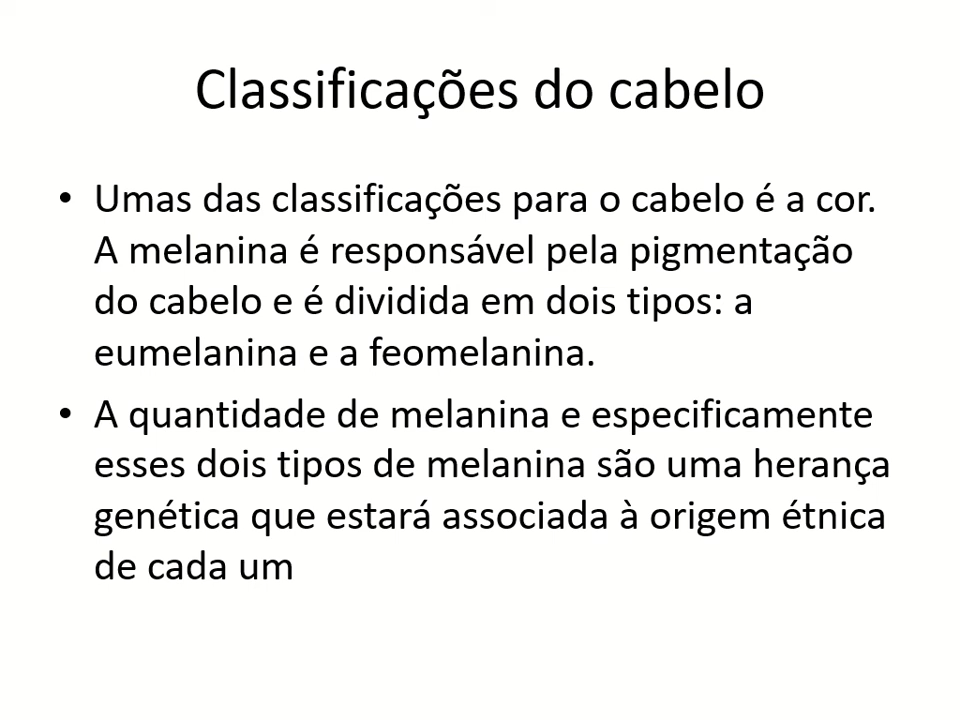 Classificações do cabelo
• Umas das classificações para o cabelo é a cor.
A melanina é responsável pela pigmentação
do cabelo e é dividida em dois tipos: a
eumelanina e a feomelanina.
• A quantidade de melanina e especificamente
esses dois tipos de melanina são uma herança
genética que estará associada à origem étnica
de cada um